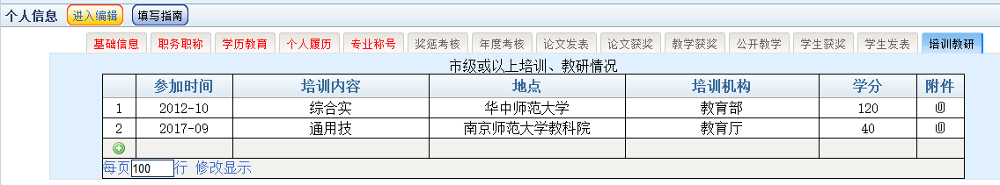 个人信息 进入编辑 填写指南
基础信息 职务职称 学历教育 个人履历 专业称号 奖惩考核 年度考核 论文发表 论文获奖 教学获奖 公开教学 学生获奖 学生发表 培训教研
市级或以上培训、教研情况
参加时间 培训内容 地点 培训机构 学分 附件
1 2012-10 综合实 华中师范大学 教育部 120
2 2017-09 通用技 南京师范大学教科院 教育厅 40
每页 100 行 修改显示